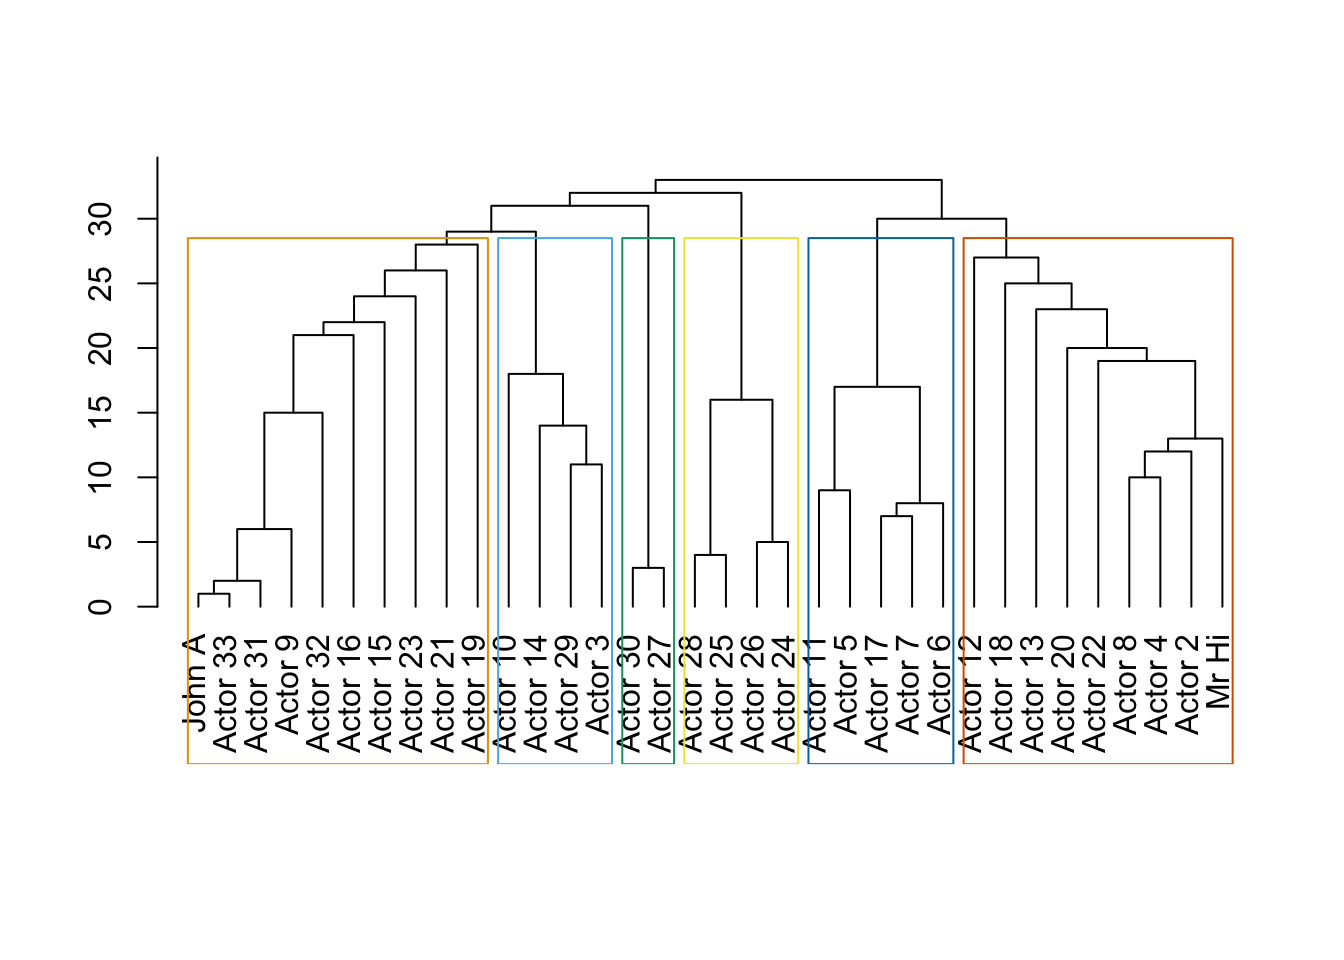 30
25
20
15
10
5
0
John A
Actor 33
Actor 31
Actor 9
Actor 32
Actor 16
Actor 15
Actor 23
Actor 21
Actor 19
Actor 10
Actor 14
Actor 29
Actor 3
Actor 30
Actor 27
Actor 28
Actor 25
Actor 26
Actor 24
Actor 11
Actor 5
Actor 17
Actor 7
Actor 6
Actor 12
Actor 18
Actor 13
Actor 20
Actor 22
Actor 8
Actor 4
Actor 2
Mr Hi